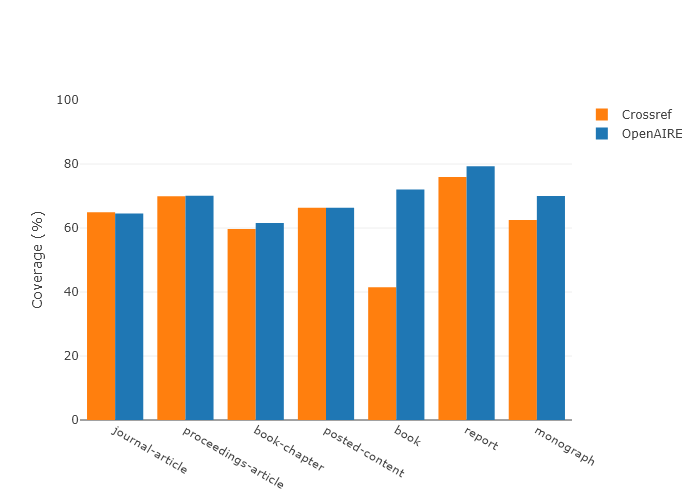 100
80
60
40
20
0
Coverage (%)
journal-article
proceedings-article
book-chapter
posted-content
book
report
monograph
Crossref
OpenAIRE